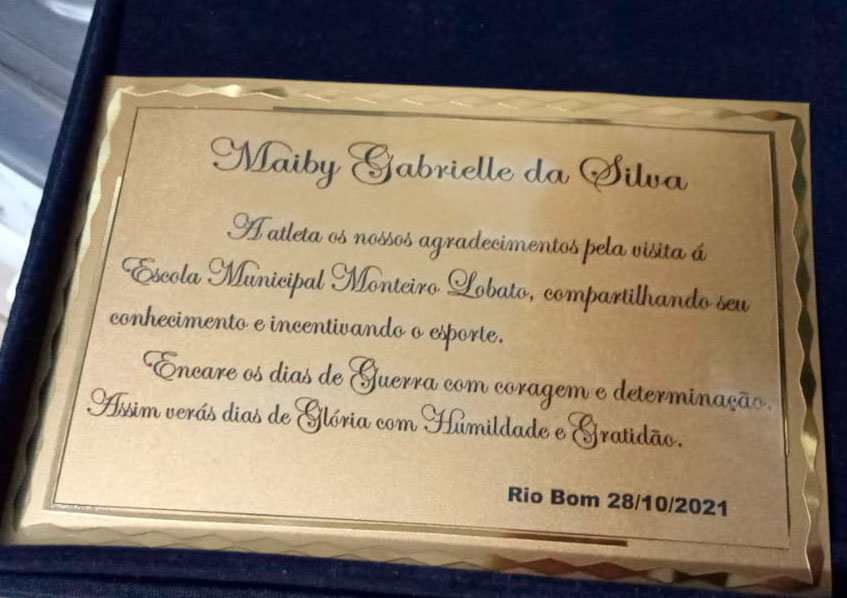 Maiby Gabrielle da Silva
A atleta os nossos agradecimentos pela visita á
Escola Municipal Monteiro Lobato, compartilhando seu
conhecimento e incentivando o esporte.
Encare os dias de Guerra com coragem e determinação.
Assim verás dias de Glória com Humildade e Gratidão.
Rio Bom 28/10/2021